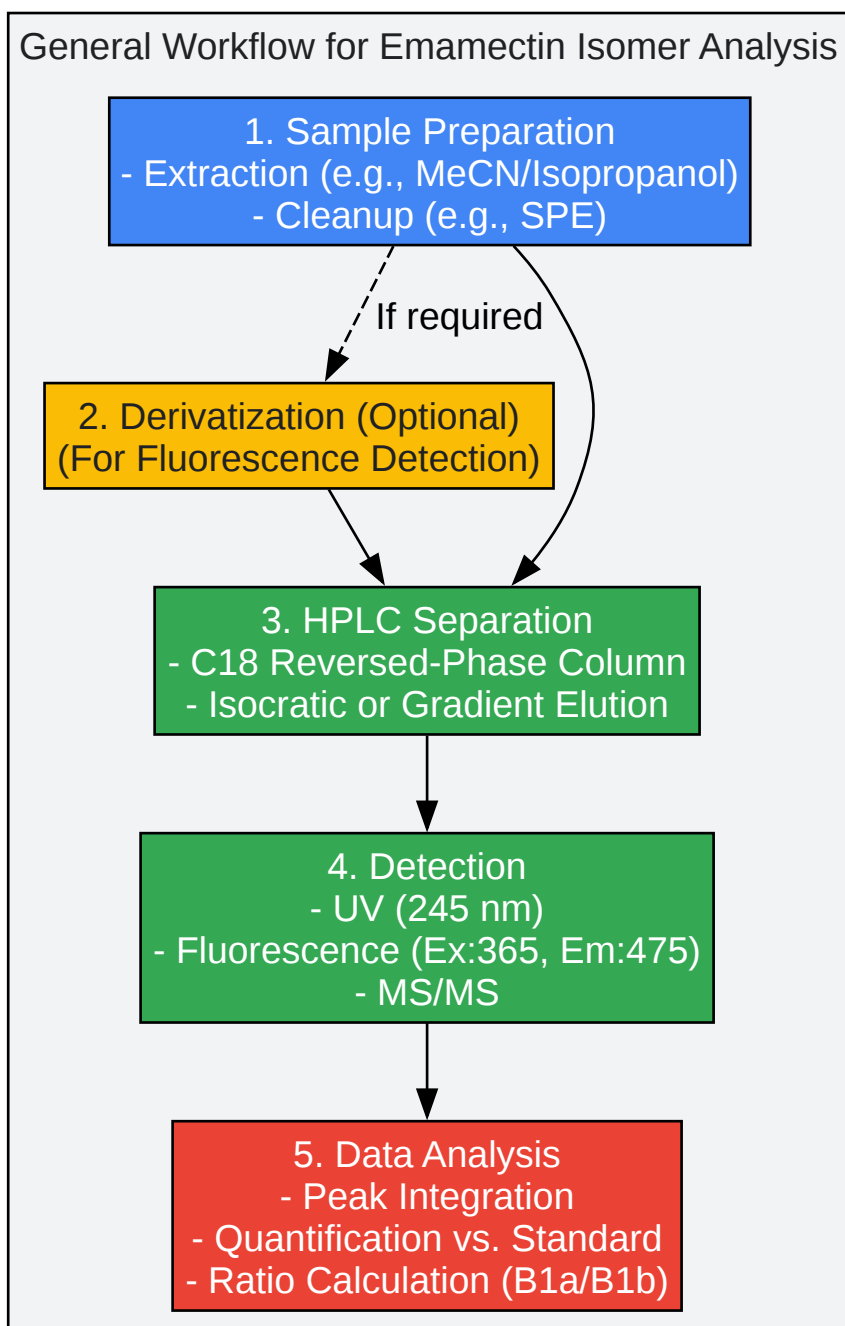 General Workflow for Emamectin Isomer Analysis
1. Sample Preparation
- Extraction (e.g., MeCN/Isopropanol)
- Cleanup (e.g., SPE)
If required
2. Derivatization (Optional)
(For Fluorescence Detection)
3. HPLC Separation
- C18 Reversed-Phase Column
- Isocratic or Gradient Elution
4. Detection
- UV (245 nm)
- Fluorescence (Ex:365, Em:475)
- MS/MS
5. Data Analysis
- Peak Integration
- Quantification vs. Standard
- Ratio Calculation (B1a/B1b)